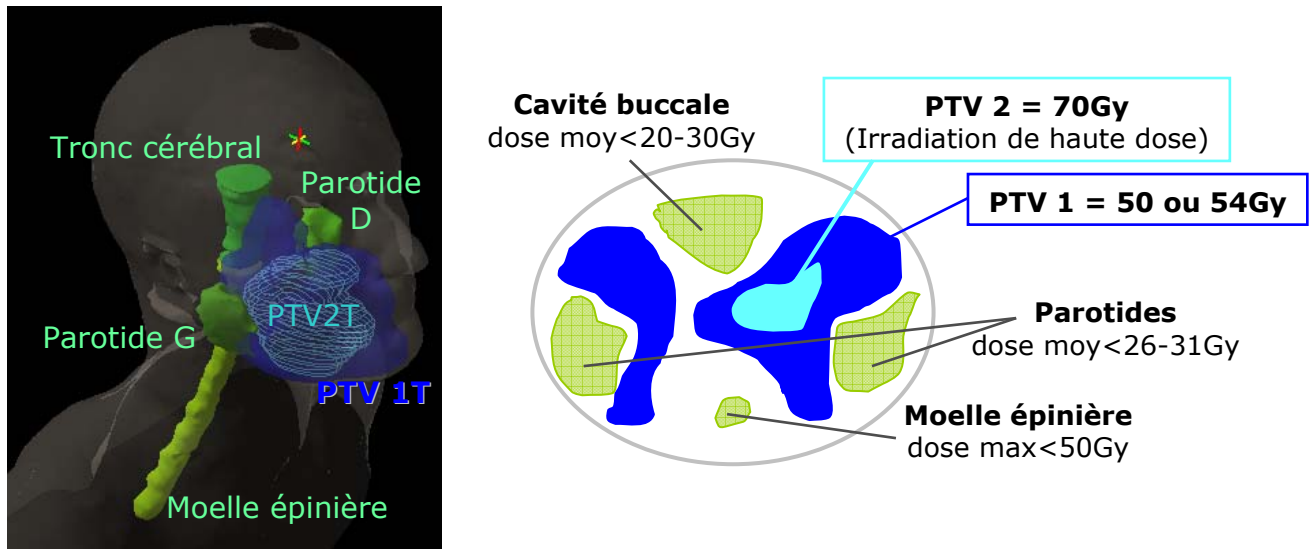 Tronc cérébral
Parotide
D
PTV2T
Parotide G
PTV 1T
Moelle épinière
Cavité buccale
dose moy<20-30Gy
PTV 2 = 70Gy
(Irradiation de haute dose)
PTV 1 = 50 ou 54Gy
Parotides
dose moy<26-31Gy
Moelle épinière
dose max<50Gy